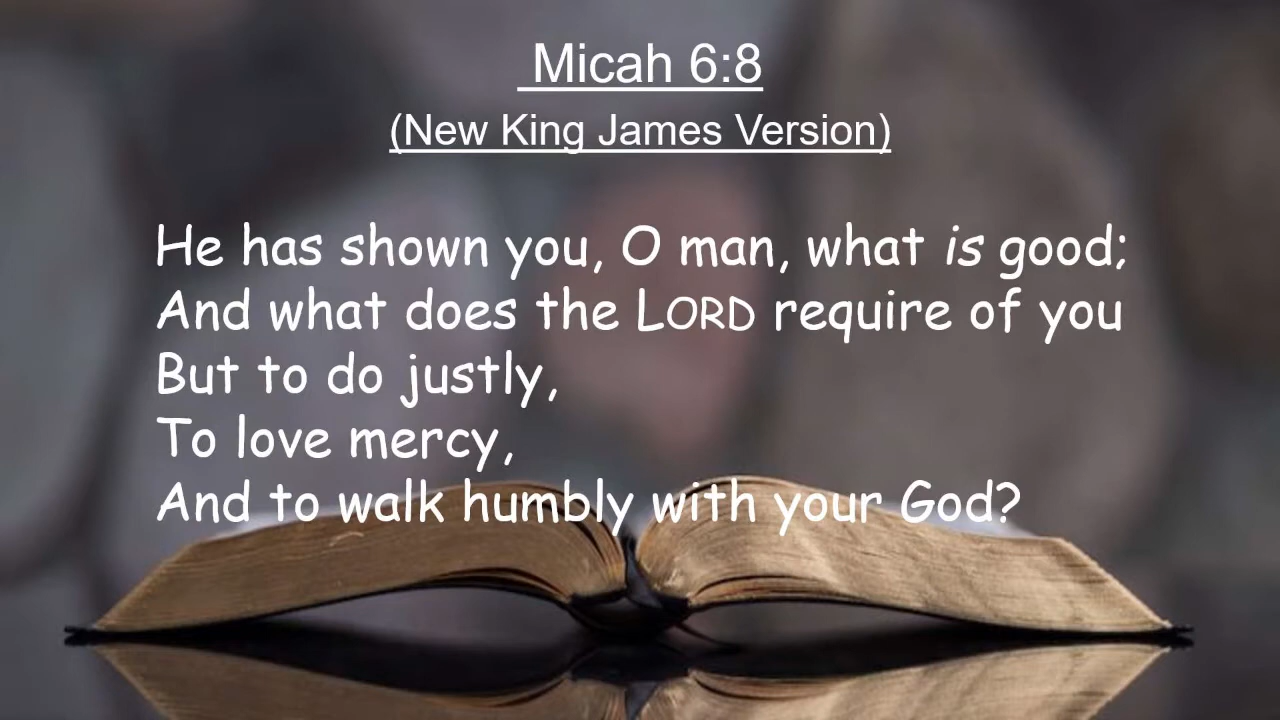 Micah 6:8
(New King James Version)
He has shown you, O man, what is good;
And what does the LORD require of you
But to do justly,
To love mercy,
And to walk humbly with your God?